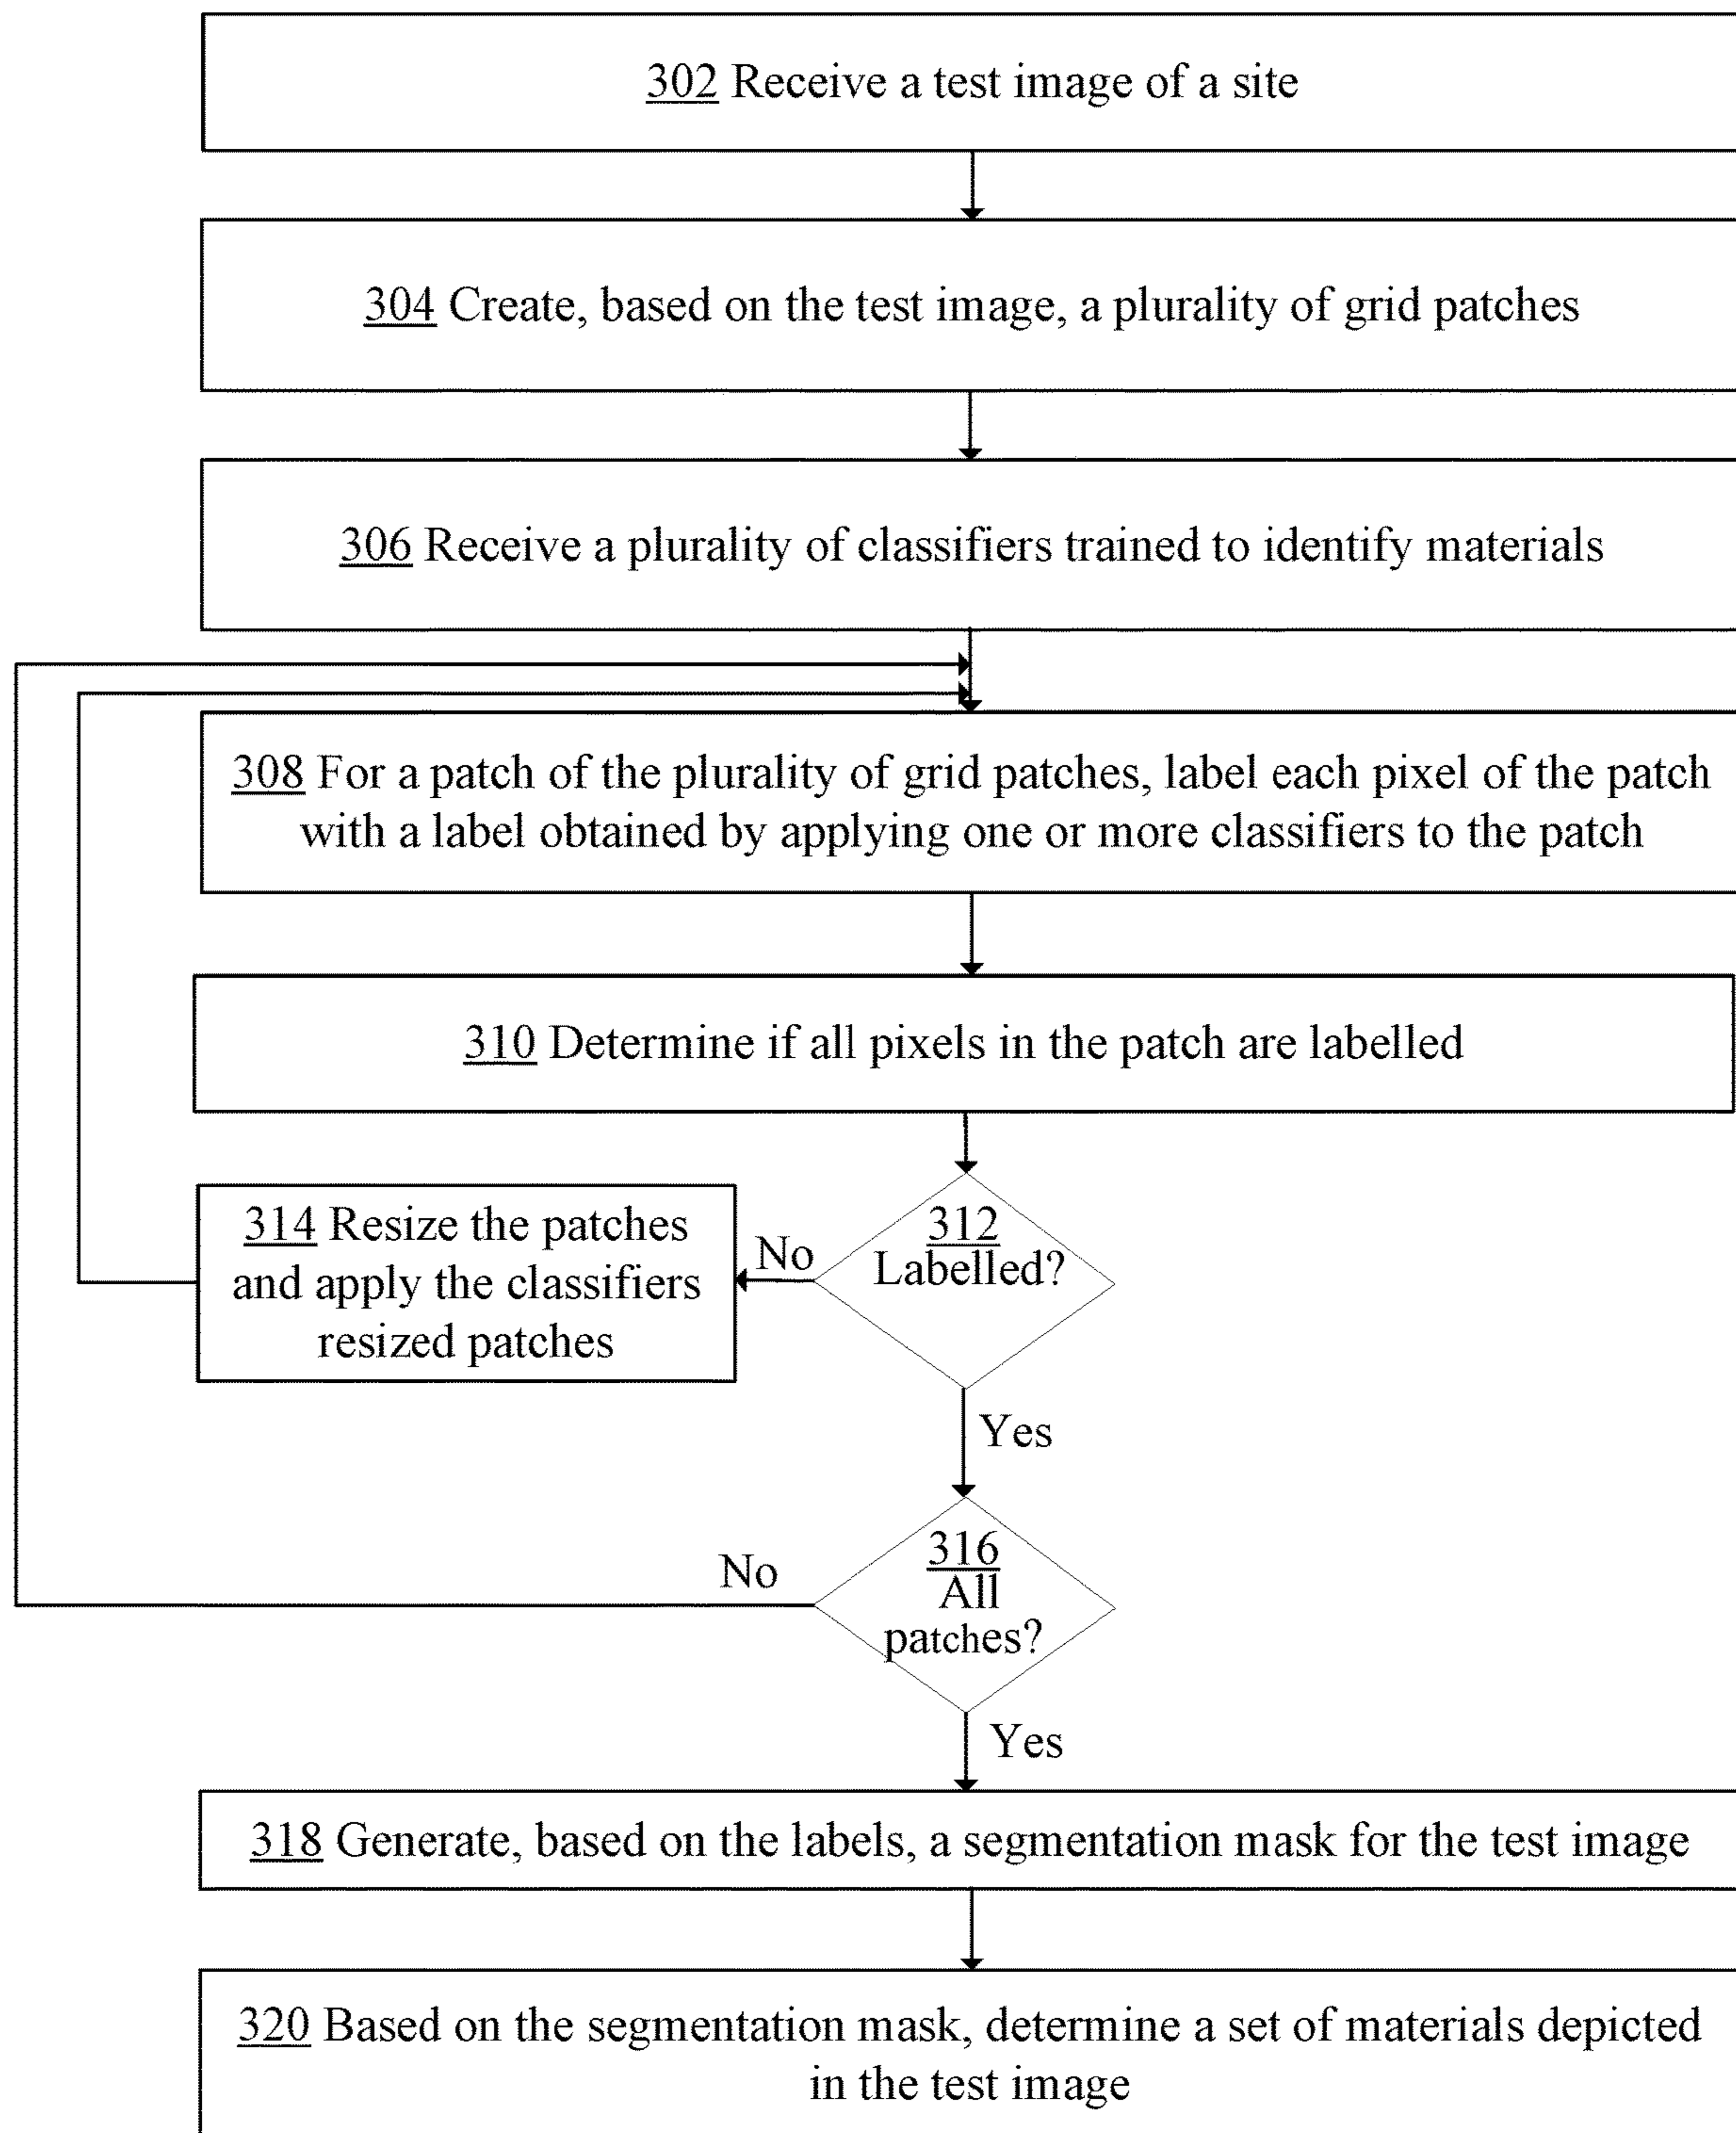 302 Receive a test image of a site
304 Create, based on the test image, a plurality of grid patches
306 Receive a plurality of classifiers trained to identify materials
308 For a patch of the plurality of grid patches, label each pixel of the patch
with a label obtained by applying one or more classifiers to the patch
310 Determine if all pixels in the patch are labelled
312
Labelled?
No
314 Resize the patches
and apply the classifiers
resized patches
Yes
316
All
patches?
No
Yes
318 Generate, based on the labels, a segmentation mask for the test image
320 Based on the segmentation mask, determine a set of materials depicted
in the test image